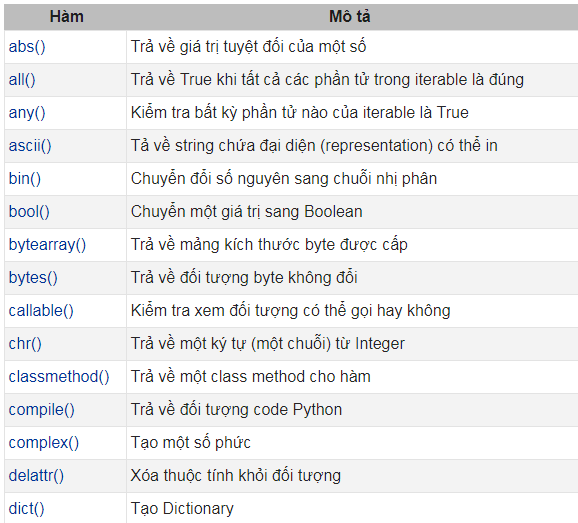 Hàm Mô tả
abs() Trả về giá trị tuyệt đối của một số
all() Trả về True khi tất cả các phần tử trong iterable là đúng
any() Kiểm tra bất kỳ phần tử nào của iterable là True
ascii() Tả về string chứa đại diện (representation) có thể in
bin() Chuyển đổi số nguyên sang chuỗi nhị phân
bool() Chuyển một giá trị sang Boolean
bytearray() Trả về mảng kích thước byte được cấp
bytes() Trả về đối tượng byte không đổi
callable() Kiểm tra xem đối tượng có thể gọi hay không
chr() Trả về một ký tự (một chuỗi) từ Integer
classmethod() Trả về một class method cho hàm
compile() Trả về đối tượng code Python
complex() Tạo một số phức
delattr() Xóa thuộc tính khỏi đối tượng
dict() Tạo Dictionary